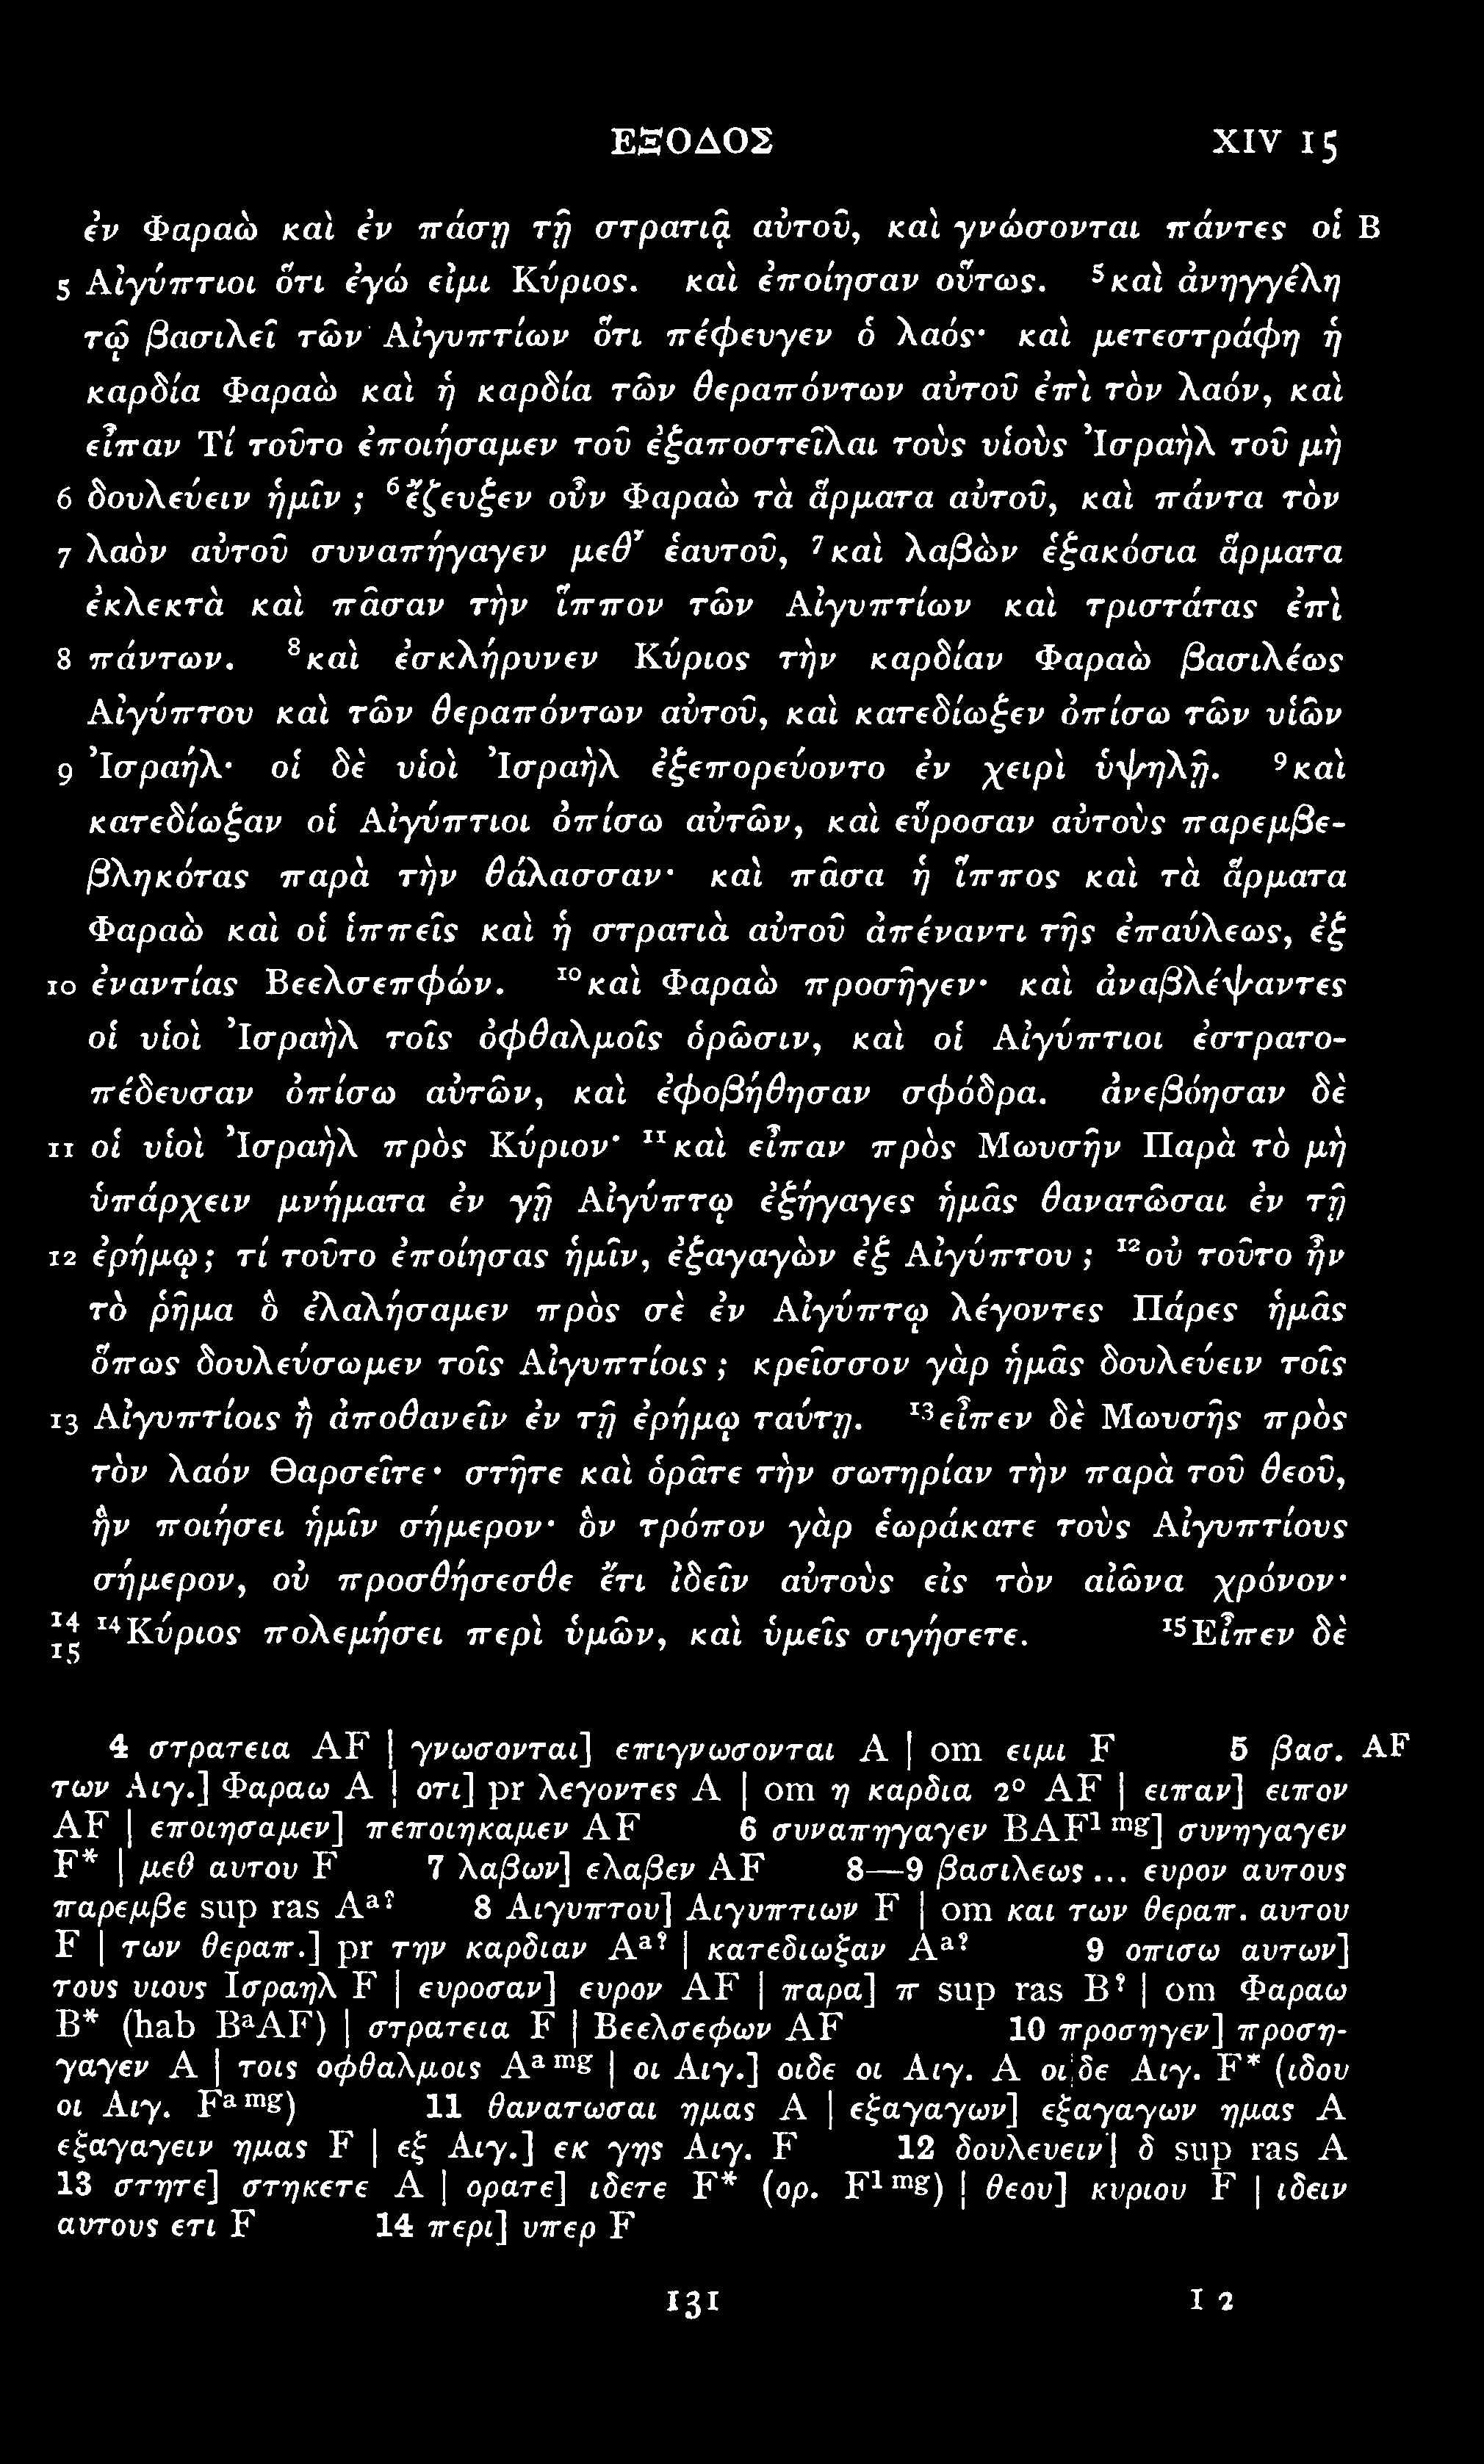 ΕΞΟΔΟΣ XIV 15
ἐν Φαραὼ καὶ ἐν πάσῃ τῇ στρατιᾷ αὐτοῦ, καὶ γνώσονται πάντες οἱ B
5 Αἰγύπτιοι ὅτι ἐγώ εἰμι Κύριος. καὶ ἐποίησαν οὕτως. ⁵καὶ ἀνηγγέλη
τῷ βασιλεῖ τῶν Αἰγυπτίων ὅτι πέφευγεν ὁ λαός· καὶ μετεστράφη ἡ
καρδία Φαραὼ καὶ ἡ καρδία τῶν θεραπόντων αὐτοῦ ἐπὶ τὸν λαόν, καὶ
εἶπαν Τί τοῦτο ἐποιήσαμεν τοῦ ἐξαποστεῖλαι τοὺς υἱοὺς Ἰσραὴλ τοῦ μὴ
6 δουλεύειν ἡμῖν ; ⁶ἔζευξεν οὖν Φαραὼ τὰ ἅρματα αὐτοῦ, καὶ πάντα τὸν
7 λαὸν αὐτοῦ συναπήγαγεν μεθ᾽ ἑαυτοῦ, ⁷καὶ λαβὼν ἑξακόσια ἅρματα
ἐκλεκτὰ καὶ πᾶσαν τὴν ἵππον τῶν Αἰγυπτίων καὶ τριστάτας ἐπὶ
8 πάντων. ⁸καὶ ἐσκλήρυνεν Κύριος τὴν καρδίαν Φαραὼ βασιλέως
Αἰγύπτου καὶ τῶν θεραπόντων αὐτοῦ, καὶ κατεδίωξεν ὀπίσω τῶν υἱῶν
9 Ἰσραήλ· οἱ δὲ υἱοὶ Ἰσραὴλ ἐξεπορεύοντο ἐν χειρὶ ὑψηλῇ. ⁹καὶ
κατεδίωξαν οἱ Αἰγύπτιοι ὀπίσω αὐτῶν, καὶ εὕροσαν αὐτοὺς παρεμβε-
βληκότας παρὰ τὴν θάλασσαν· καὶ πᾶσα ἡ ἵππος καὶ τὰ ἅρματα
Φαραὼ καὶ οἱ ἱππεῖς καὶ ἡ στρατιὰ αὐτοῦ ἀπέναντι τῆς ἐπαύλεως, ἐξ
10 ἐναντίας Βεελσεπφών. ¹⁰καὶ Φαραὼ προσῆγεν· καὶ ἀναβλέψαντες
οἱ υἱοὶ Ἰσραὴλ τοῖς ὀφθαλμοῖς ὁρῶσιν, καὶ οἱ Αἰγύπτιοι ἐστρατο-
πέδευσαν ὀπίσω αὐτῶν, καὶ ἐφοβήθησαν σφόδρα. ἀνεβόησαν δὲ
11 οἱ υἱοὶ Ἰσραὴλ πρὸς Κύριον· ¹¹καὶ εἶπαν πρὸς Μωυσῆν Παρὰ τὸ μὴ
ὑπάρχειν μνήματα ἐν γῇ Αἰγύπτῳ ἐξήγαγες ἡμᾶς θανατῶσαι ἐν τῇ
12 ἐρήμῳ; τί τοῦτο ἐποίησας ἡμῖν, ἐξαγαγὼν ἐξ Αἰγύπτου ; ¹²οὐ τοῦτο ἦν
τὸ ῥῆμα ὃ ἐλαλήσαμεν πρὸς σὲ ἐν Αἰγύπτῳ λέγοντες Πάρες ἡμᾶς
ὅπως δουλεύσωμεν τοῖς Αἰγυπτίοις ; κρεῖσσον γὰρ ἡμᾶς δουλεύειν τοῖς
13 Αἰγυπτίοις ἢ ἀποθανεῖν ἐν τῇ ἐρήμῳ ταύτῃ. ¹³εἶπεν δὲ Μωυσῆς πρὸς
τὸν λαόν Θαρσεῖτε· στῆτε καὶ ὁρᾶτε τὴν σωτηρίαν τὴν παρὰ τοῦ θεοῦ,
ἣν ποιήσει ἡμῖν σήμερον· ὃν τρόπον γὰρ ἑωράκατε τοὺς Αἰγυπτίους
σήμερον, οὐ προσθήσεσθε ἔτι ἰδεῖν αὐτοὺς εἰς τὸν αἰῶνα χρόνον·
14 15 ¹⁴Κύριος πολεμήσει περὶ ὑμῶν, καὶ ὑμεῖς σιγήσετε. ¹⁵Εἶπεν δὲ
4 στρατεια AF | γνωσονται] επιγνωσονται A | om ειμι F 5 βασ. AF
των Αιγ.] Φαραω A | οτι] pr λεγοντες A | om η καρδια 2° AF | ειπαν] ειπον
AF | εποιησαμεν] πεποιηκαμεν AF 6 συναπηγαγεν BAF¹ ᵐᵍ] συνηγαγεν
F* | μεθ αυτου F 7 λαβων] ελαβεν AF 8—9 βασιλεως ... ευρον αυτους
παρεμβε sup ras Aᵃ? 8 Αιγυπτου] Αιγυπτιων F | om και των θεραπ. αυτου
F | των θεραπ.] pr την καρδιαν Aᵃ? | κατεδιωξαν Aᵃ? 9 οπισω αυτων]
τους υιους Ισραηλ F | ευροσαν] ευρον AF | παρα] π sup ras B? | om Φαραω
B* (hab BᵃAF) | στρατεια F | Βεελσεφων AF 10 προσηγεν] προση-
γαγεν A | τοις οφθαλμοις Aᵃ ᵐᵍ | οι Αιγ.] οιδε οι Αιγ. A οι δε Αιγ. F* (ιδου
οι Αιγ. Fᵃ ᵐᵍ) 11 θανατωσαι ημας A | εξαγαγων] εξαγαγων ημας A
εξαγαγειν ημας F | εξ Αιγ.] εκ γης Αιγ. F 12 δουλευειν] δ sup ras A
13 στητε] στηκετε A | ορατε] ιδετε F* (ορ. F¹ ᵐᵍ) | θεου] κυριου F | ιδειν
αυτους ετι F 14 περι] υπερ F
131 I 2